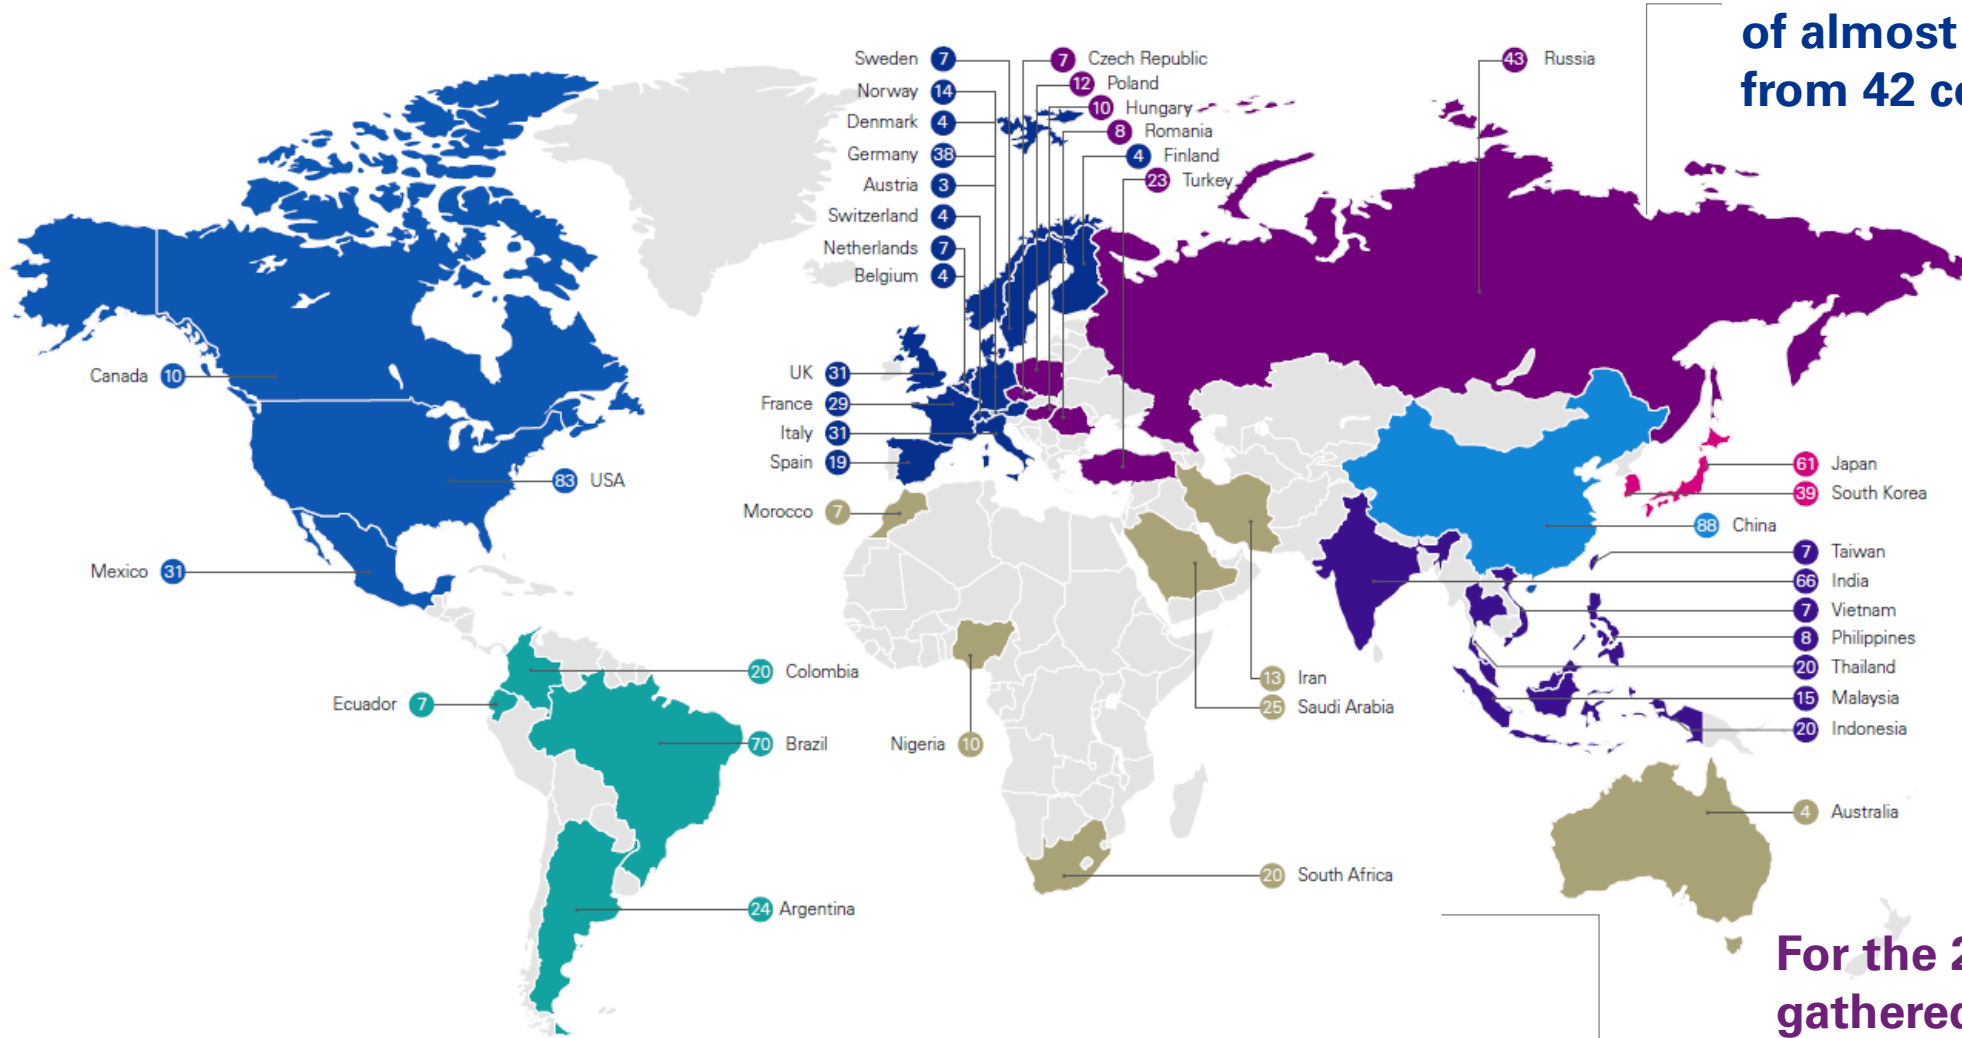 of almost
from 42 co
Sweden 7
Norway 14
Denmark 4
Germany 38
Austria 3
Switzerland 4
Netherlands 7
Belgium 4
7 Czech Republic
12 Poland
10 Hungary
8 Romania
4 Finland
23 Turkey
43 Russia
Canada 10
83 USA
Mexico 31
UK 31
France 29
Italy 31
Spain 19
Morocco 7
61 Japan
39 South Korea
88 China
7 Taiwan
66 India
7 Vietnam
8 Philippines
20 Thailand
15 Malaysia
20 Indonesia
20 Colombia
Ecuador 7
70 Brazil
24 Argentina
Nigeria 10
13 Iran
25 Saudi Arabia
20 South Africa
4 Australia
For the 2
gathered